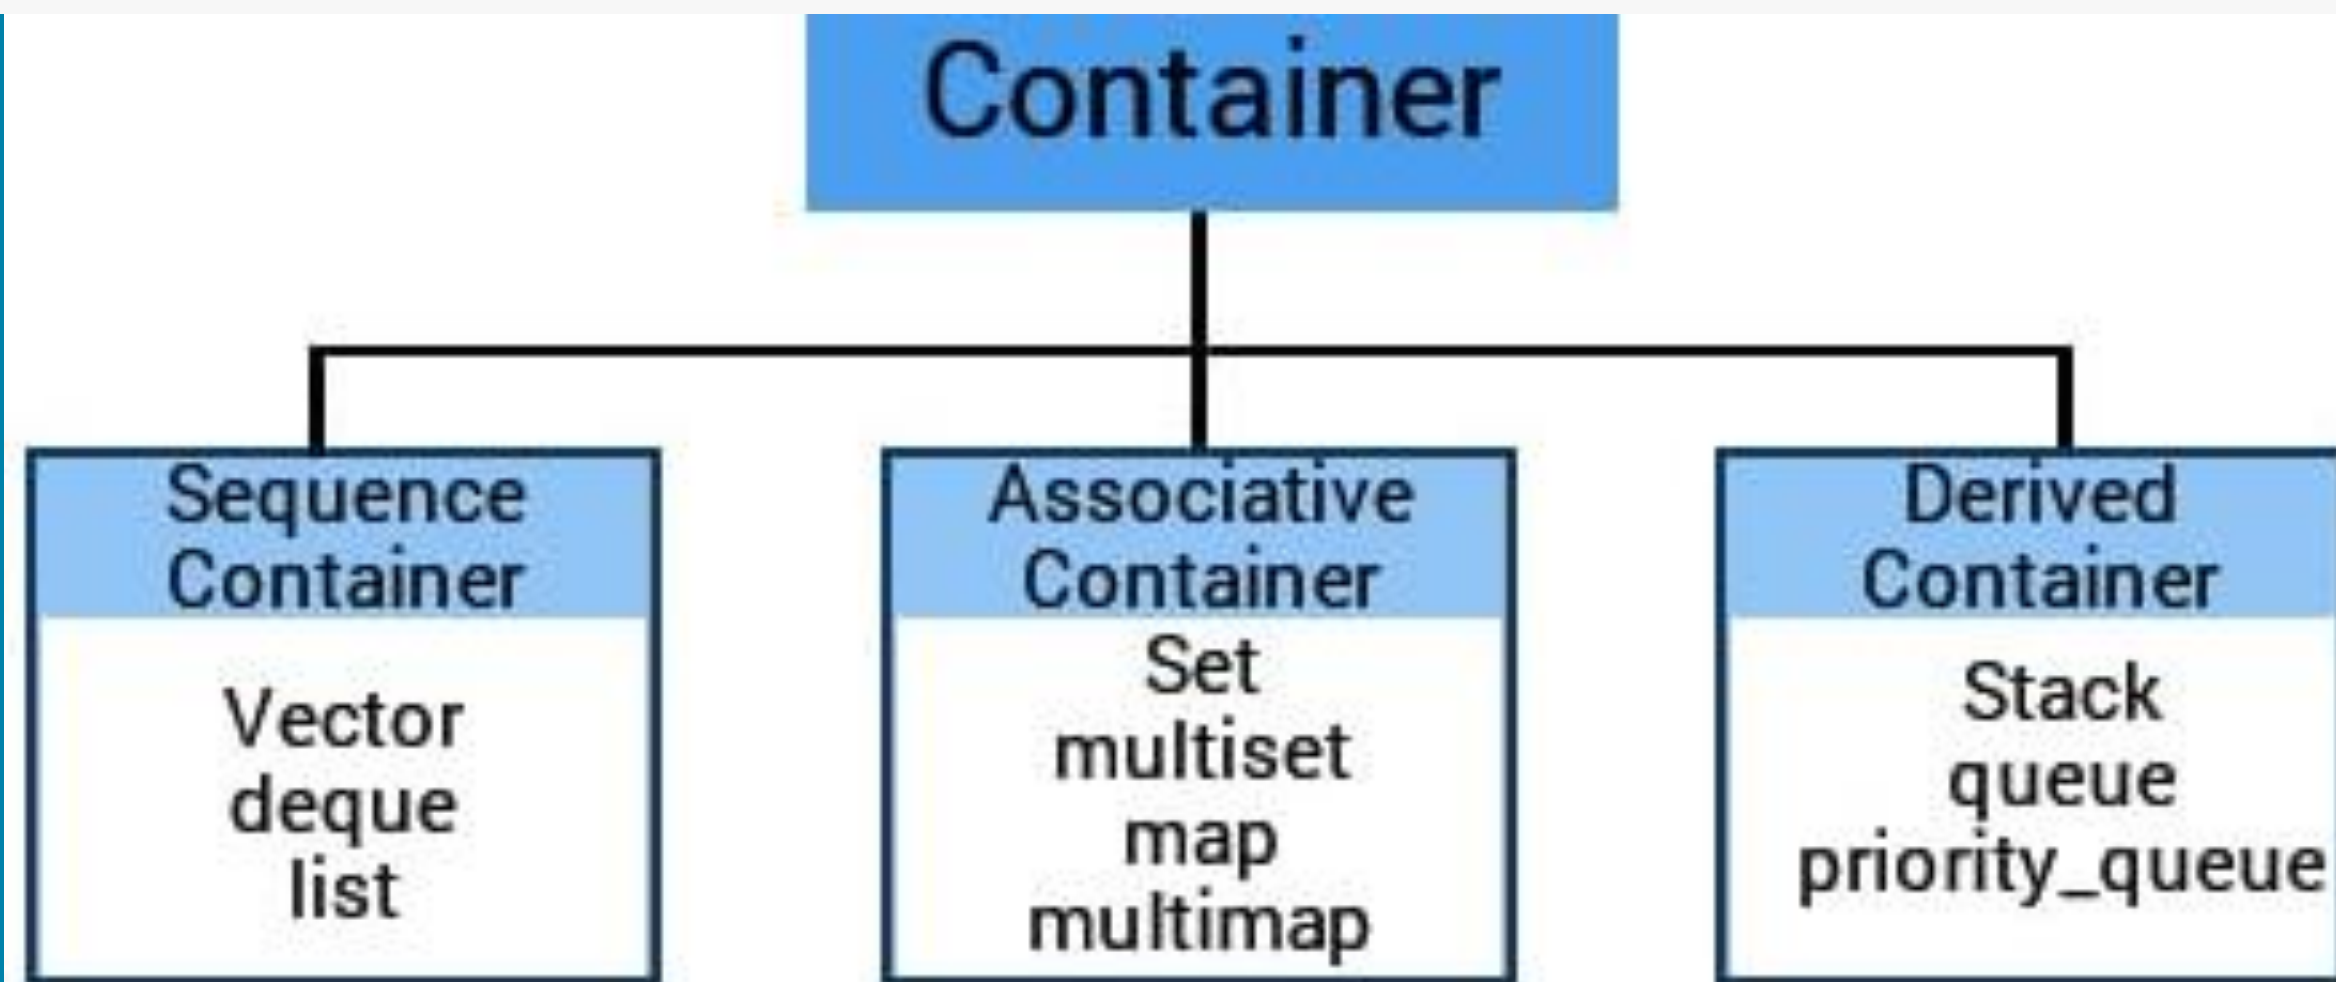 Container
Sequence
Container
Vector
deque
list
Associative
Container
Set
multiset
map
multimap
Derived
Container
Stack
queue
priority_queue